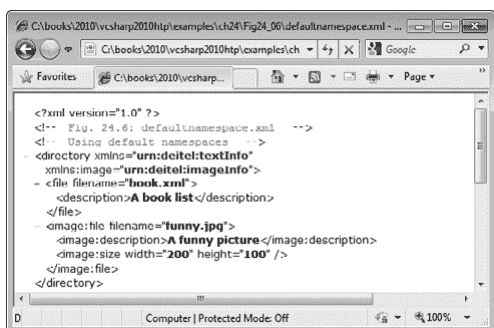 C:\books\2010\vcsharp2010htp\examples\ch24\Fig24_06\defaultnamespace.xml - ...
C:\books\2010\vcsharp2010htp\examples\ch
Google
Favorites
C:\books\2010\vcsharp...
Page
<?xml version="1.0" ?>
<!-- Fig. 24.6: defaultnamespace.xml -->
<!-- Using default namespaces -->
- <directory xmlns="urn:deitel:textInfo"
xmlns:image="urn:deitel:imageInfo">
- <file filename="book.xml">
<description>A book list</description>
</file>
- <image:file filename="funny.jpg">
<image:description>A funny picture</image:description>
<image:size width="200" height="100" />
</image:file>
</directory>
D
Computer | Protected Mode: Off
100%